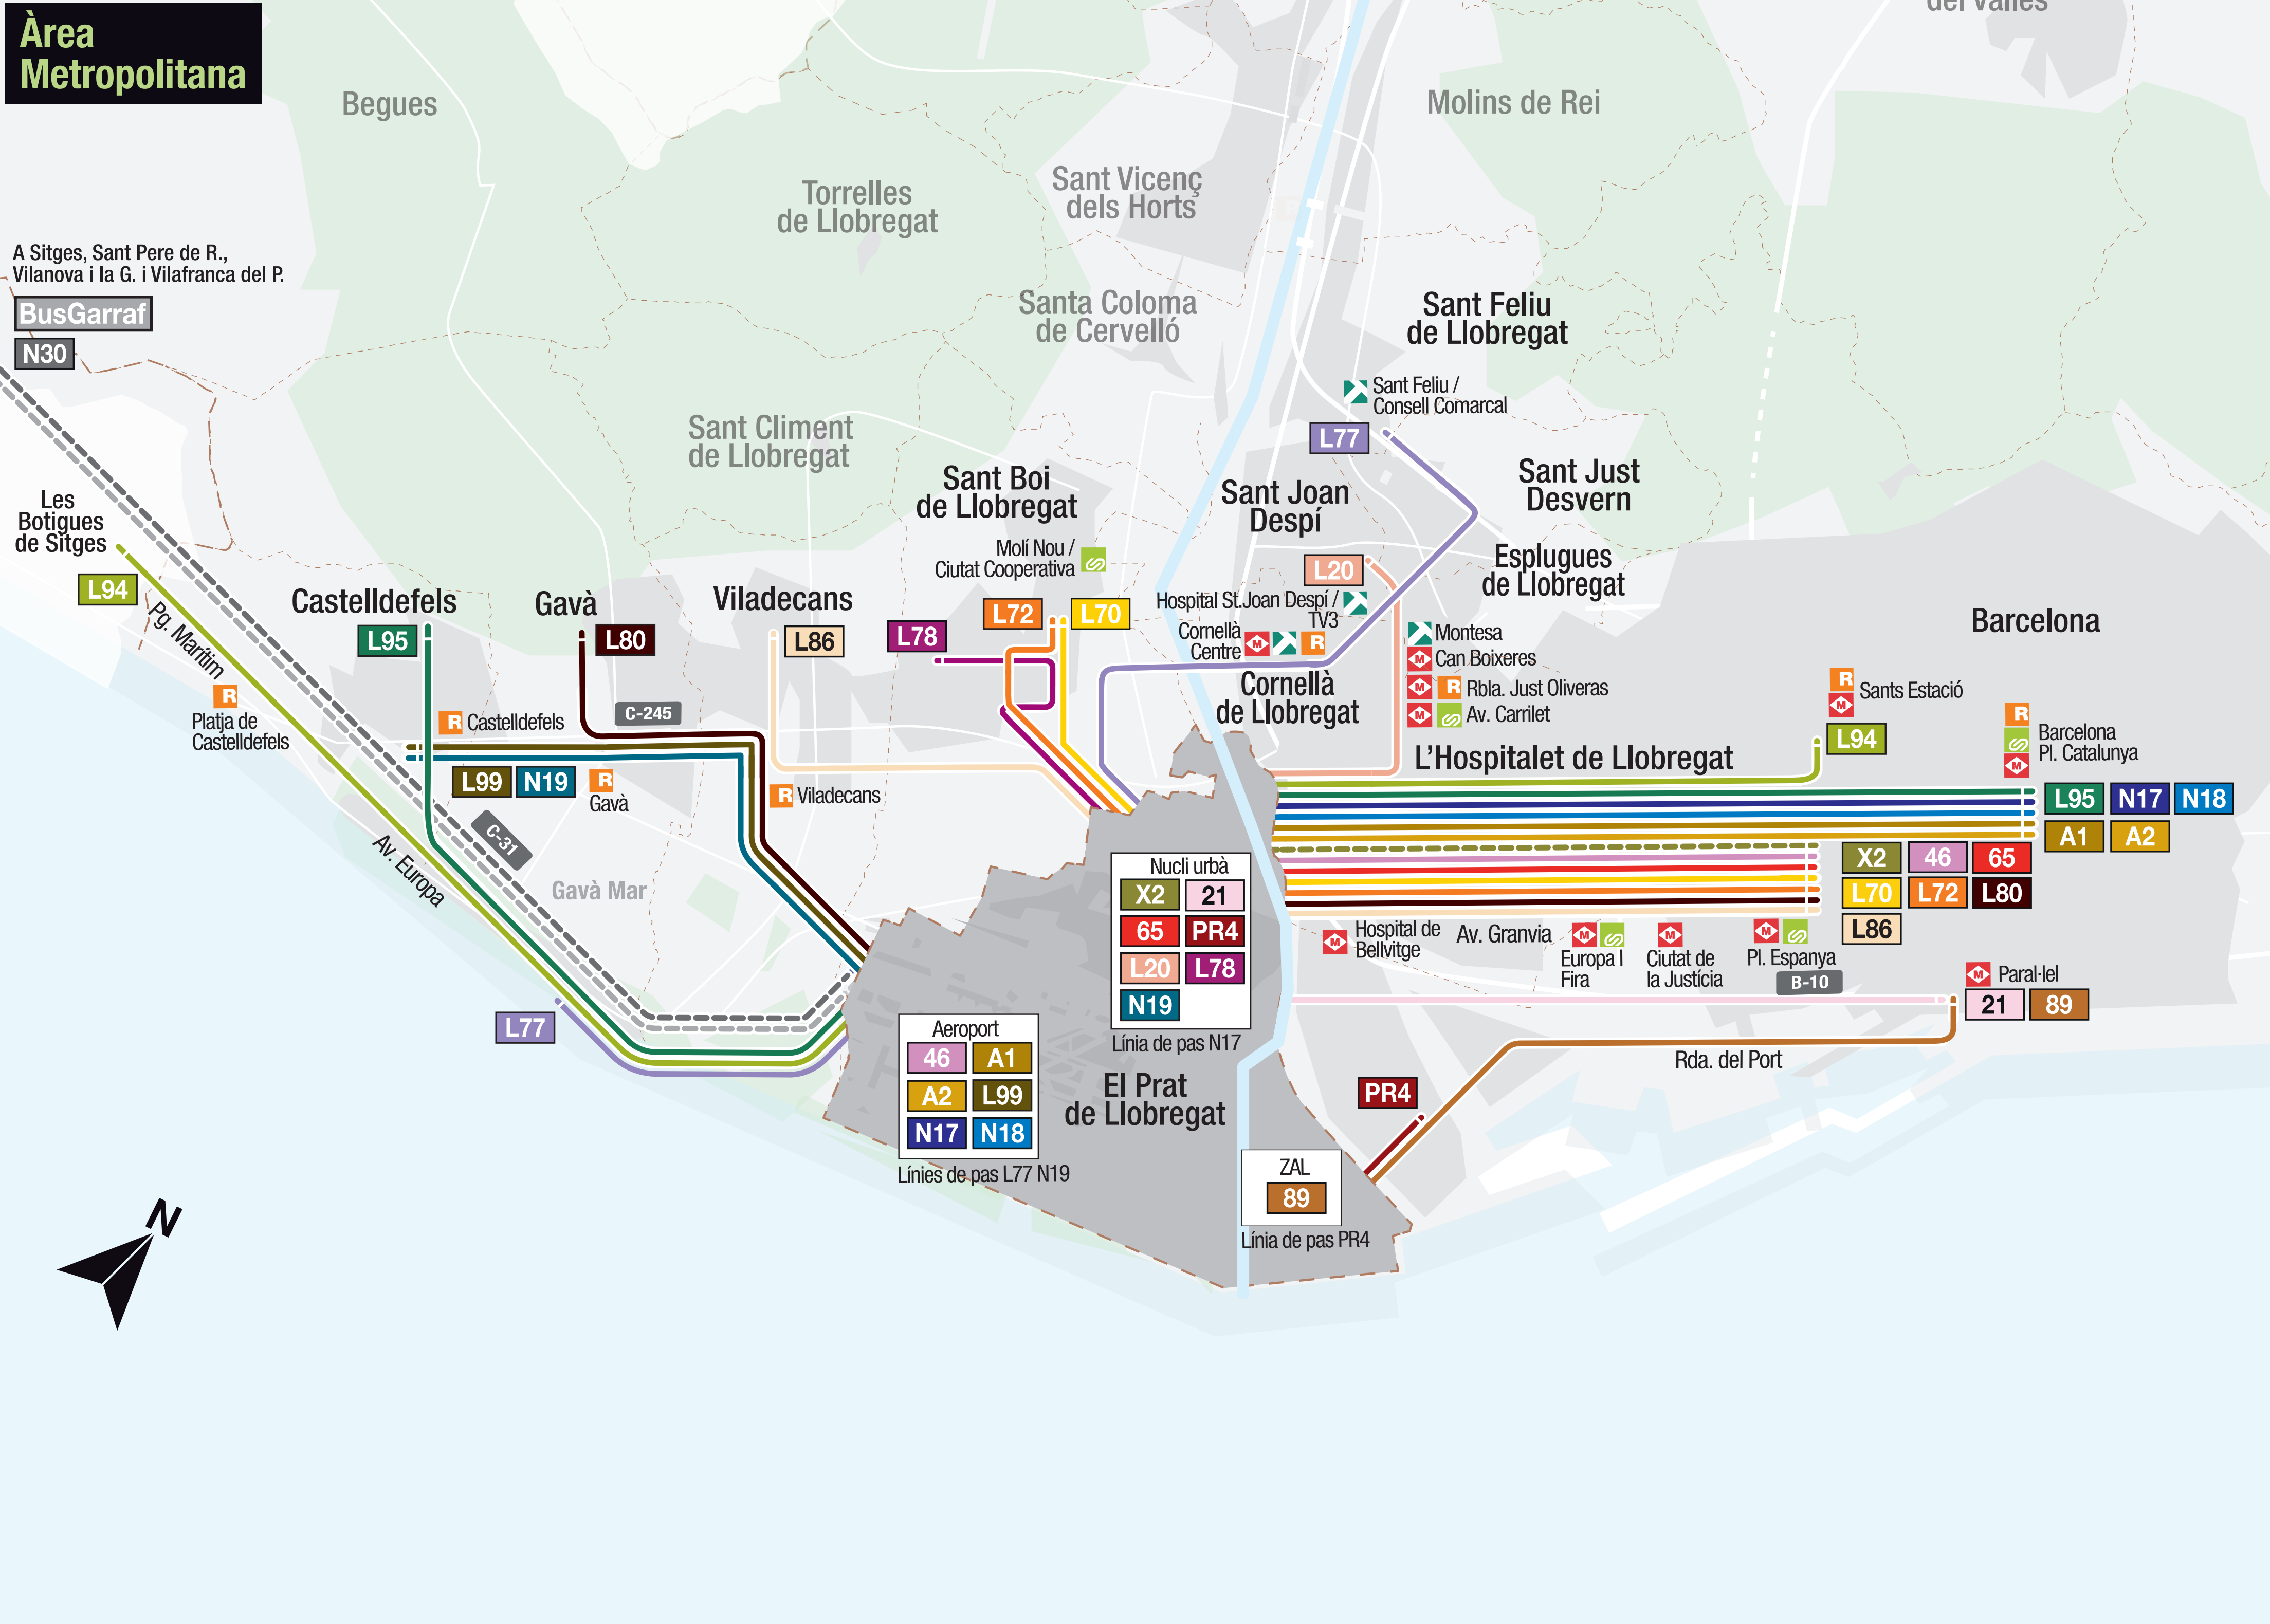 Àrea
Metropolitana
del Vallès
Begues
Molins de Rei
Torrelles
de Llobregat
Sant Vicenç
dels Horts
A Sitges, Sant Pere de R.,
Vilanova i la G. i Vilafranca del P.
BusGarraf
N30
Santa Coloma
de Cervelló
Sant Feliu
de Llobregat
Sant Feliu /
Consell Comarcal
L77
Sant Climent
de Llobregat
Sant Boi
de Llobregat
Sant Joan
Despí
Sant Just
Desvern
Les
Botigues
de Sitges
L94
Pg. Marítim
Molí Nou /
Ciutat Cooperativa
L20
Esplugues
de Llobregat
Castelldefels
L95
Gavà
L80
Viladecans
L86
L78
L72
L70
Hospital St.Joan Despí /
TV3
Cornellà
Centre
M
R
Cornellà
de Llobregat
Montesa
M Can Boixeres
M R Rbla. Just Oliveras
M Av. Carrilet
Barcelona
R
M
Sants Estació
L94
R
Platja de
Castelldefels
R Castelldefels
C-245
L99 N19
R
Gavà
R Viladecans
L'Hospitalet de Llobregat
R
M
Barcelona
Pl. Catalunya
L95 N17 N18
A1 A2
X2 46 65
L70 L72 L80
L86
C-31
Av. Europa
Gavà Mar
Nucli urbà
X2 21
65 PR4
L20 L78
N19
Línia de pas N17
M Hospital de
Bellvitge
Av. Granvia
M
Europa I
Fira
M
Ciutat de
la Justícia
M
Pl. Espanya
B-10
M Paral·lel
21 89
L77
Aeroport
46 A1
A2 L99
N17 N18
Línies de pas L77 N19
El Prat
de Llobregat
Rda. del Port
PR4
ZAL
89
Línia de pas PR4
N